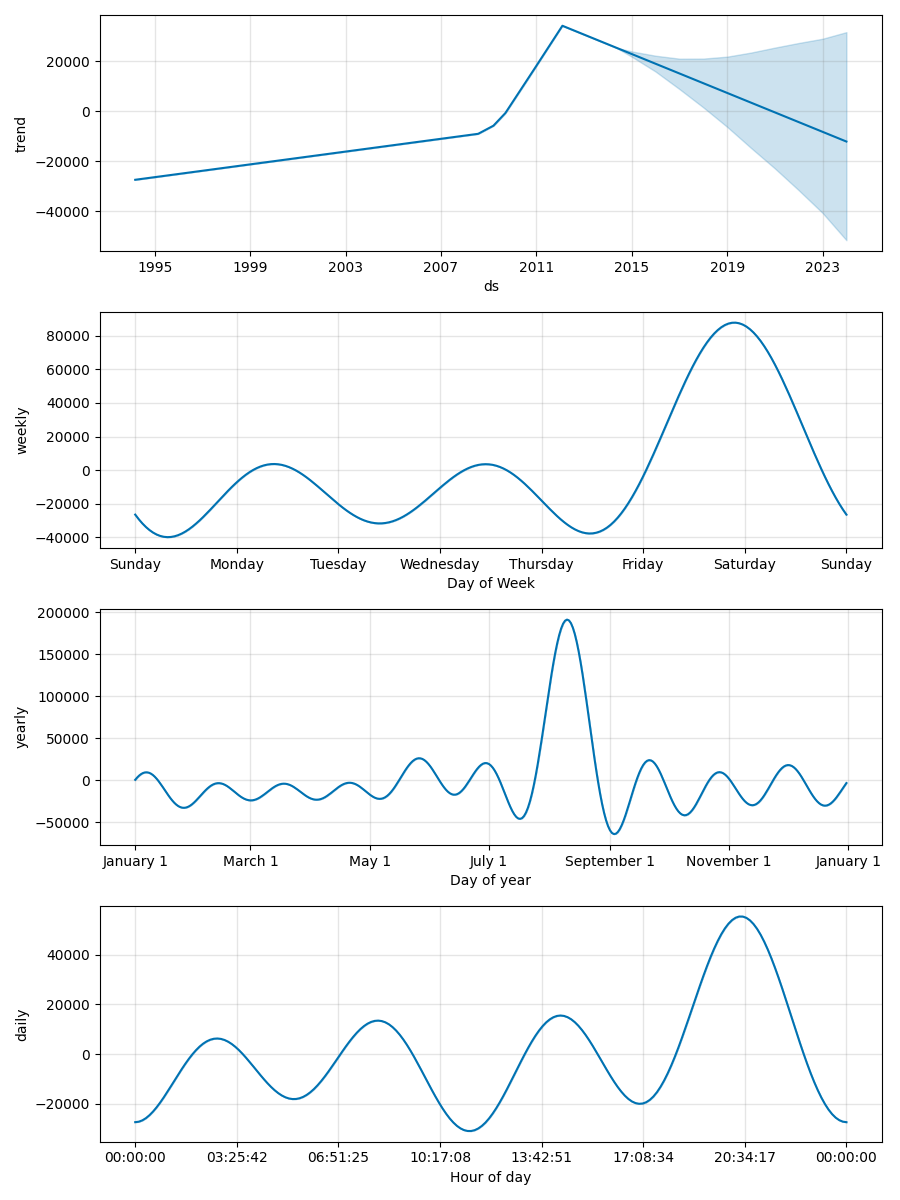 trend
20000
0
−20000
−40000
1995 1999 2003 2007 2011 2015 2019 2023
ds
weekly
80000
60000
40000
20000
0
−20000
−40000
Sunday Monday Tuesday Wednesday Thursday Friday Saturday Sunday
Day of Week
yearly
200000
150000
100000
50000
0
−50000
January 1 March 1 May 1 July 1 September 1 November 1 January 1
Day of year
daily
40000
20000
0
−20000
00:00:00 03:25:42 06:51:25 10:17:08 13:42:51 17:08:34 20:34:17 00:00:00
Hour of day